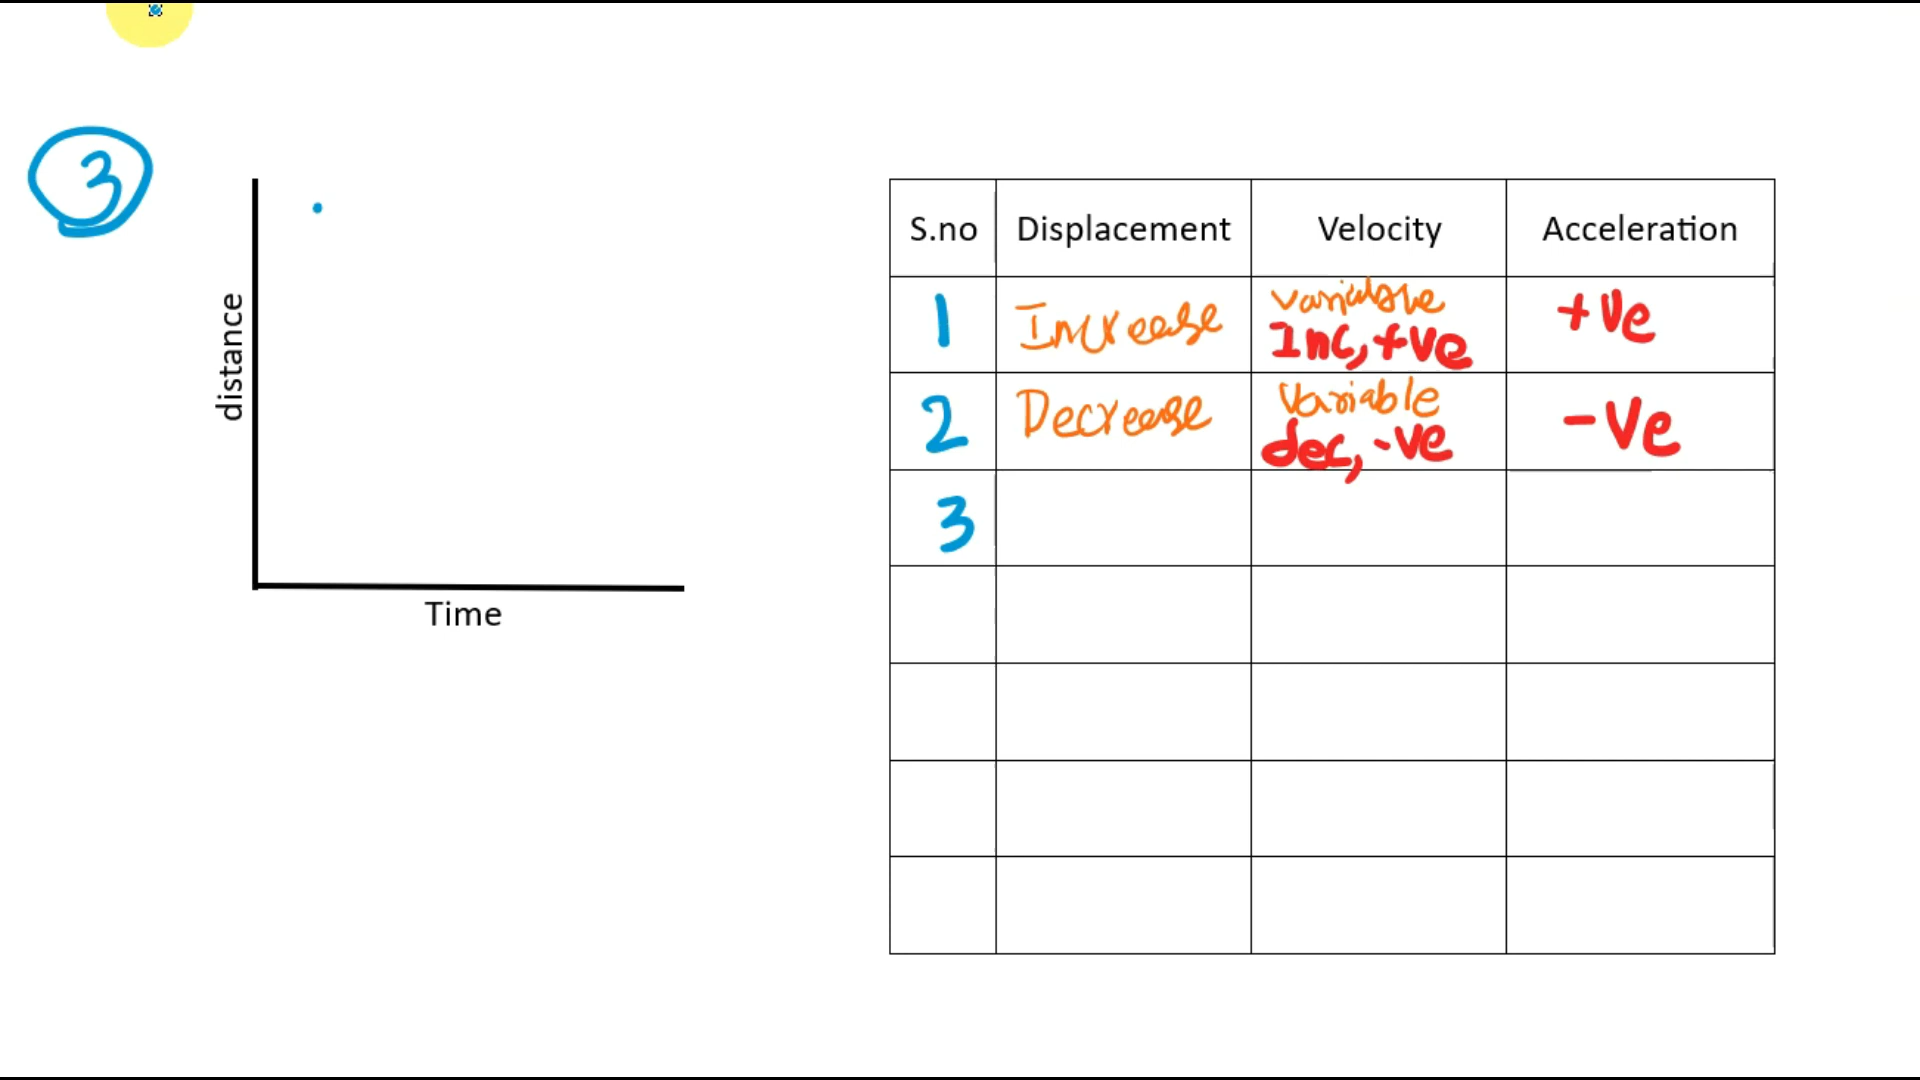 3
distance
Time
S.no Displacement Velocity Acceleration
1 Increase variable +ve
Inc, +ve
2 Decrease Variable -ve
dec, -ve
3